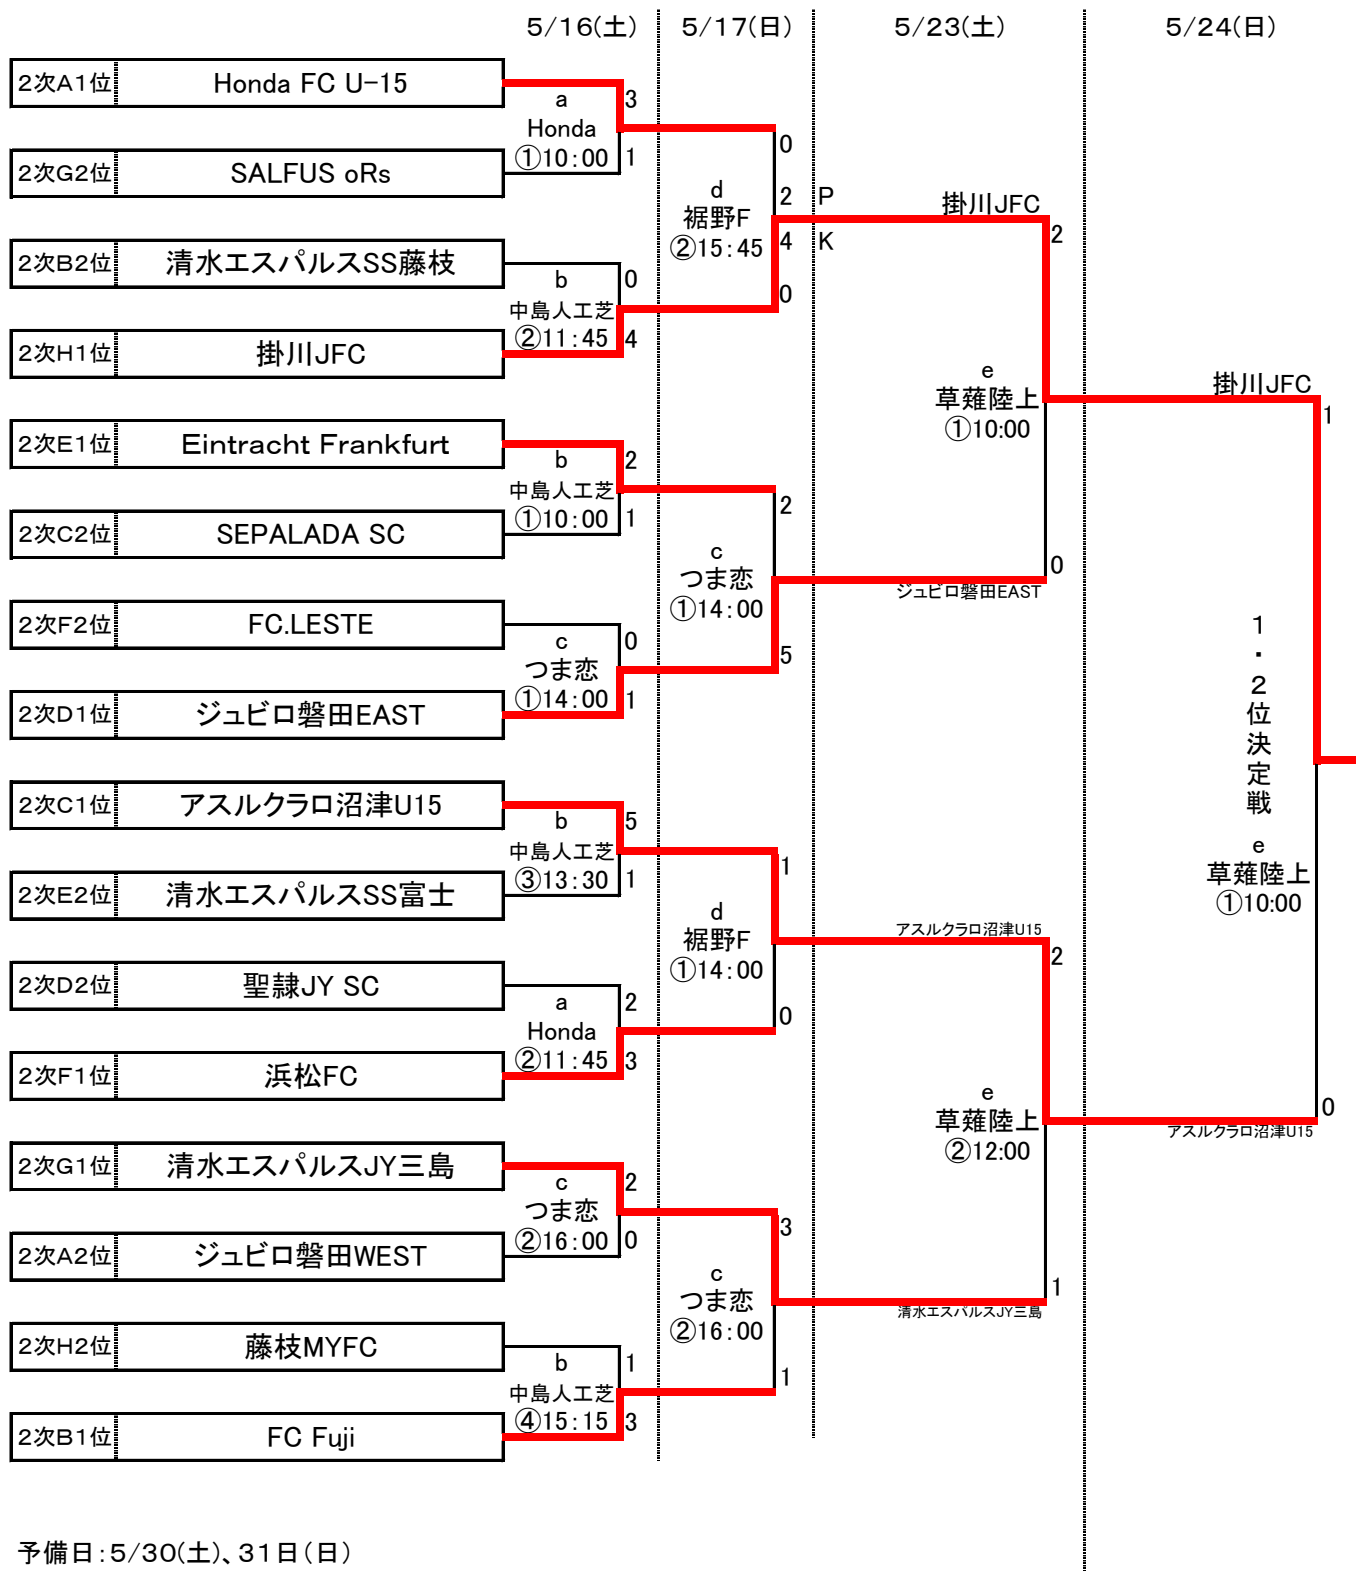 5/16(土) 5/17(日) 5/23(土) 5/24(日)
2次A1位 Honda FC U-15
a
Honda
①10:00
3
1
2次G2位 SALFUS oRs
2次B2位 清水エスパルスSS藤枝
b
中島人工芝
②11:45
0
4
2次H1位 掛川JFC
2次E1位 Eintracht Frankfurt
b
中島人工芝
①10:00
2
1
2次C2位 SEPALADA SC
2次F2位 FC.LESTE
c
つま恋
①14:00
0
1
2次D1位 ジュビロ磐田EAST
2次C1位 アスルクラロ沼津U15
b
中島人工芝
③13:30
5
1
2次E2位 清水エスパルスSS富士
2次D2位 聖隷JY SC
a
Honda
②11:45
2
3
2次F1位 浜松FC
2次G1位 清水エスパルスJY三島
c
つま恋
②16:00
2
0
2次A2位 ジュビロ磐田WEST
2次H2位 藤枝MYFC
b
中島人工芝
④15:15
1
3
2次B1位 FC Fuji
d
裾野F
②15:45
0
2 P
4 K
0
c
つま恋
①14:00
2
5
d
裾野F
①14:00
1
0
c
つま恋
②16:00
3
1
掛川JFC
2
e
草薙陸上
①10:00
0
ジュビロ磐田EAST
アスルクラロ沼津U15
2
e
草薙陸上
②12:00
1
清水エスパルスJY三島
掛川JFC
1
1・2位決定戦
e
草薙陸上
①10:00
0
アスルクラロ沼津U15
予備日:5/30(土)、31日(日)